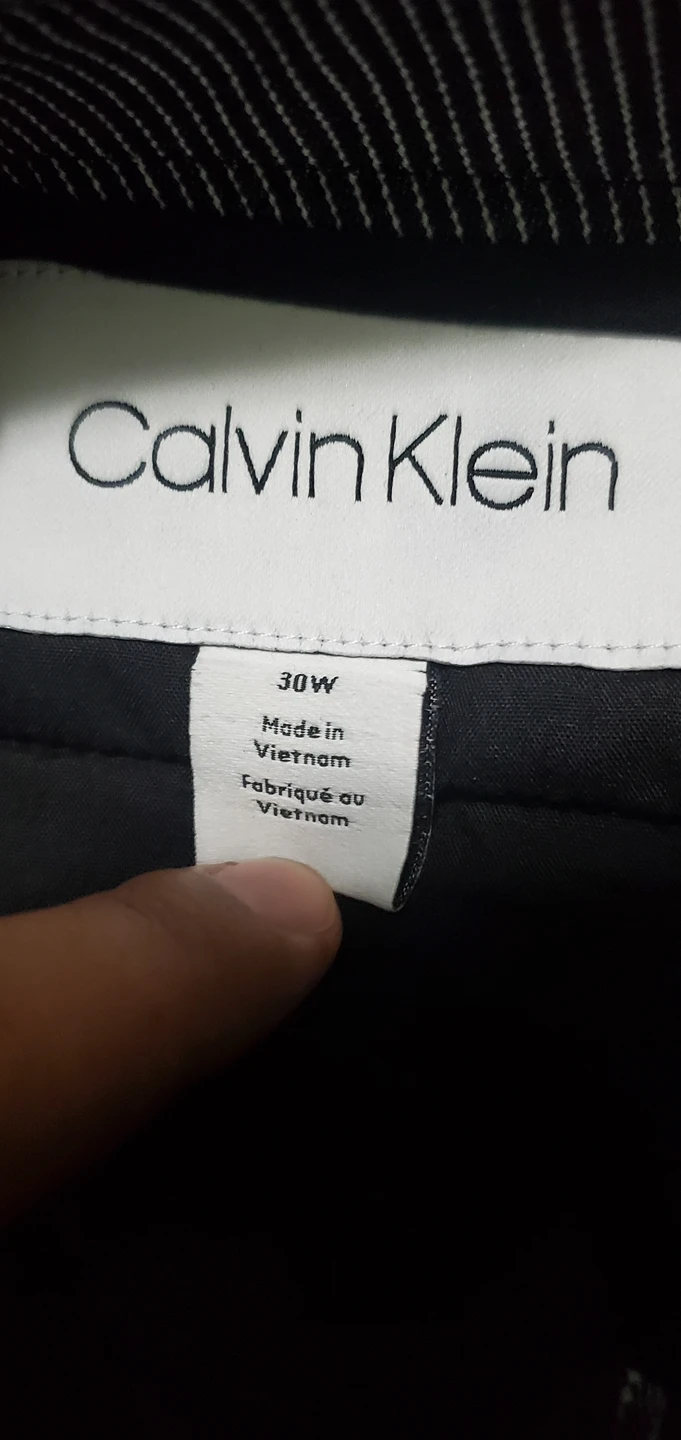 Calvin Klein
30W
Made in
Vietnam
Fabriqué au
Vietnam